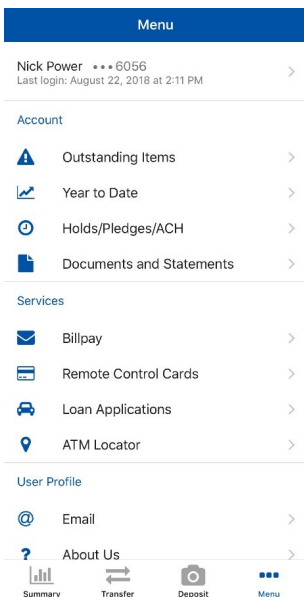 Menu
Nick Power •••6056
Last login: August 22, 2018 at 2:11 PM
Account
Outstanding Items
Year to Date
Holds/Pledges/ACH
Documents and Statements
Services
Billpay
Remote Control Cards
Loan Applications
ATM Locator
User Profile
@ Email
? About Us
Summary Transfer Deposit Menu